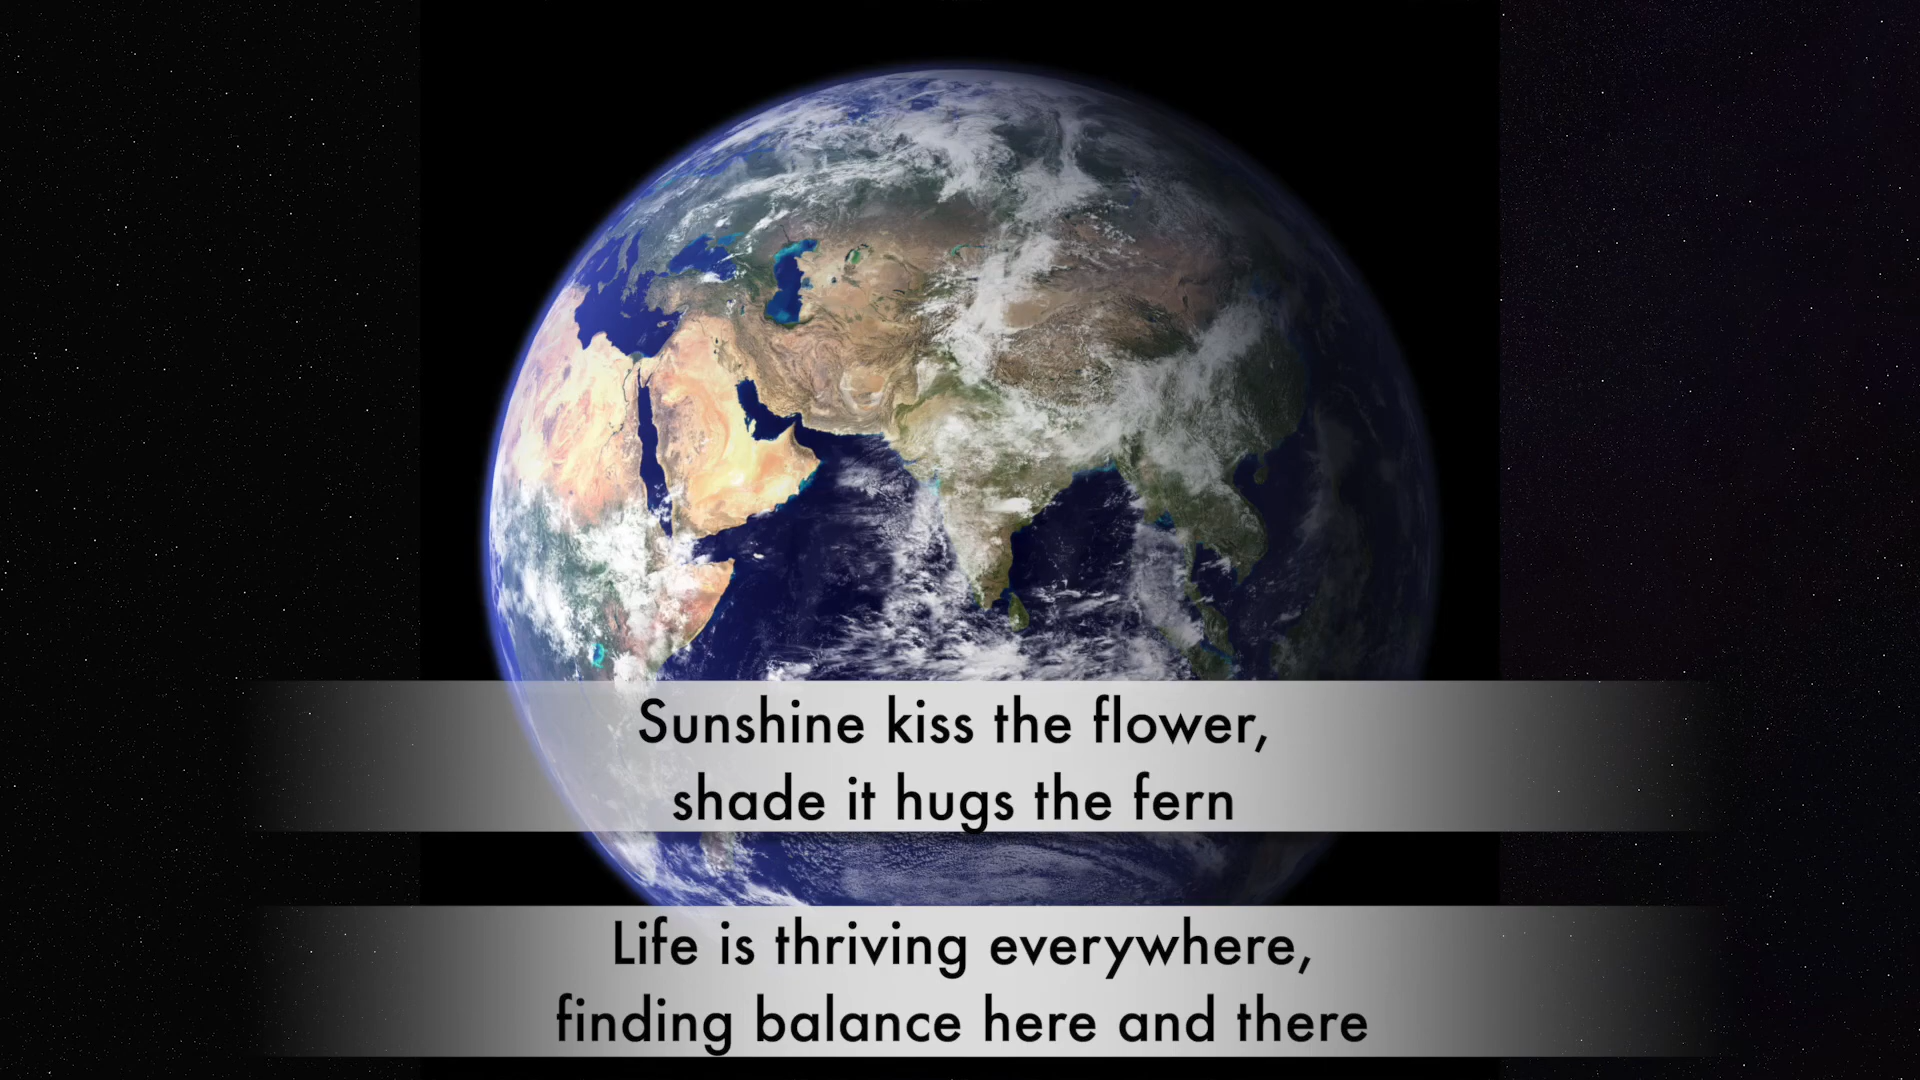 Sunshine kiss the flower,
shade it hugs the fern
Life is thriving everywhere,
finding balance here and there